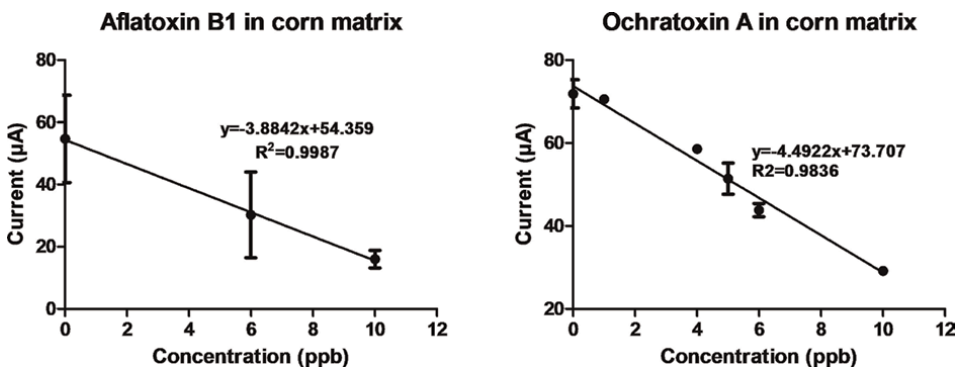 Aflatoxin B1 in corn matrix
80
60
40
20
0
Current (µA)
y=-3.8842x+54.359
R²=0.9987
0 2 4 6 8 10 12
Concentration (ppb)
Ochratoxin A in corn matrix
80
60
40
20
Current (µA)
y=-4.4922x+73.707
R2=0.9836
0 2 4 6 8 10 12
Concentration (ppb)